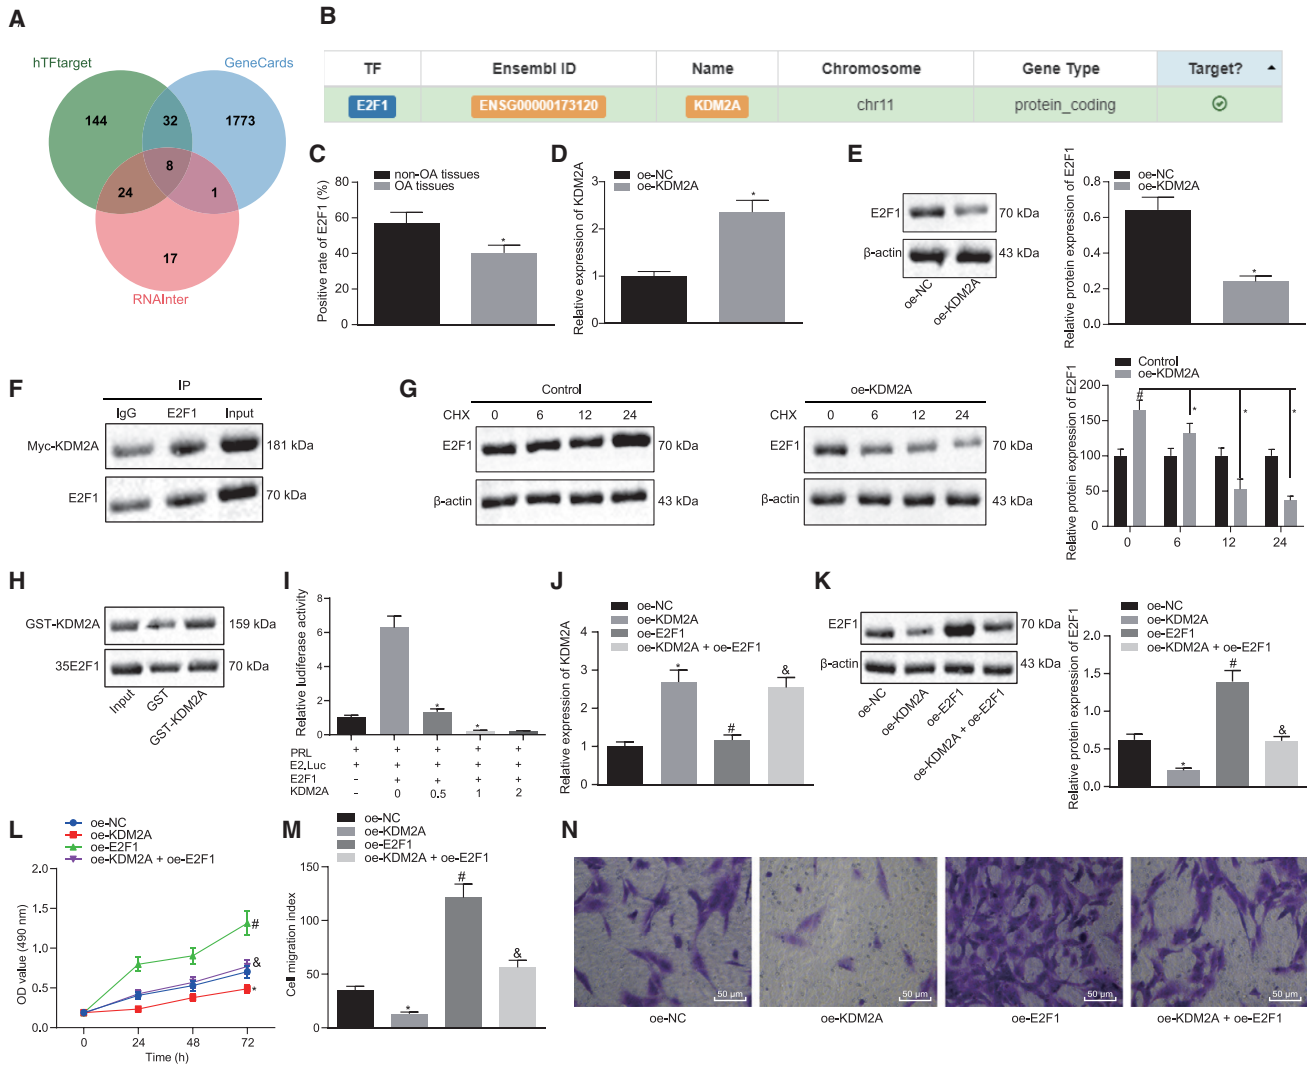 A
hTFtarget
GeneCards
144
32
1773
8
24
1
17
RNAInter
B
TF Ensembl ID Name Chromosome Gene Type Target?
E2F1 ENSG00000173120 KDM2A chr11 protein_coding
C
non-OA tissues
OA tissues
Positive rate of E2F1 (%)
80
60
40
20
0
*
D
oe-NC
oe-KDM2A
Relative expression of KDM2A
3
2
1
0
*
E
E2F1
70 kDa
β-actin
43 kDa
oe-NC
oe-KDM2A
oe-NC
oe-KDM2A
Relative protein expression of E2F1
0.8
0.6
0.4
0.2
0.0
*
F
IP
IgG E2F1 Input
Myc-KDM2A
181 kDa
E2F1
70 kDa
G
Control
CHX 0 6 12 24
E2F1
70 kDa
β-actin
43 kDa
oe-KDM2A
CHX 0 6 12 24
E2F1
70 kDa
β-actin
43 kDa
Control
oe-KDM2A
Relative protein expression of E2F1
200
150
100
50
0
#
*
*
*
0 6 12 24
H
GST-KDM2A
159 kDa
35E2F1
70 kDa
Input
GST
GST-KDM2A
I
Relative ludiferase activity
8
6
4
2
0
*
*
PRL + + + + +
E2.Luc + + + + +
E2F1 - + + + +
KDM2A - 0 0.5 1 2
J
oe-NC
oe-KDM2A
oe-E2F1
oe-KDM2A + oe-E2F1
Relative expression of KDM2A
4
3
2
1
0
*
#
&
K
E2F1
70 kDa
β-actin
43 kDa
oe-NC
oe-KDM2A
oe-E2F1
oe-KDM2A + oe-E2F1
oe-NC
oe-KDM2A
oe-E2F1
oe-KDM2A + oe-E2F1
Relative protein expression of E2F1
2.0
1.5
1.0
0.5
0.0
*
#
&
L
oe-NC
oe-KDM2A
oe-E2F1
oe-KDM2A + oe-E2F1
OD value (490 nm)
2.0
1.5
1.0
0.5
0.0
#
&
*
0 24 48 72
Time (h)
M
oe-NC
oe-KDM2A
oe-E2F1
oe-KDM2A + oe-E2F1
Cell migration index
150
100
50
0
*
#
&
N
50 μm
50 μm
50 μm
50 μm
oe-NC
oe-KDM2A
oe-E2F1
oe-KDM2A + oe-E2F1